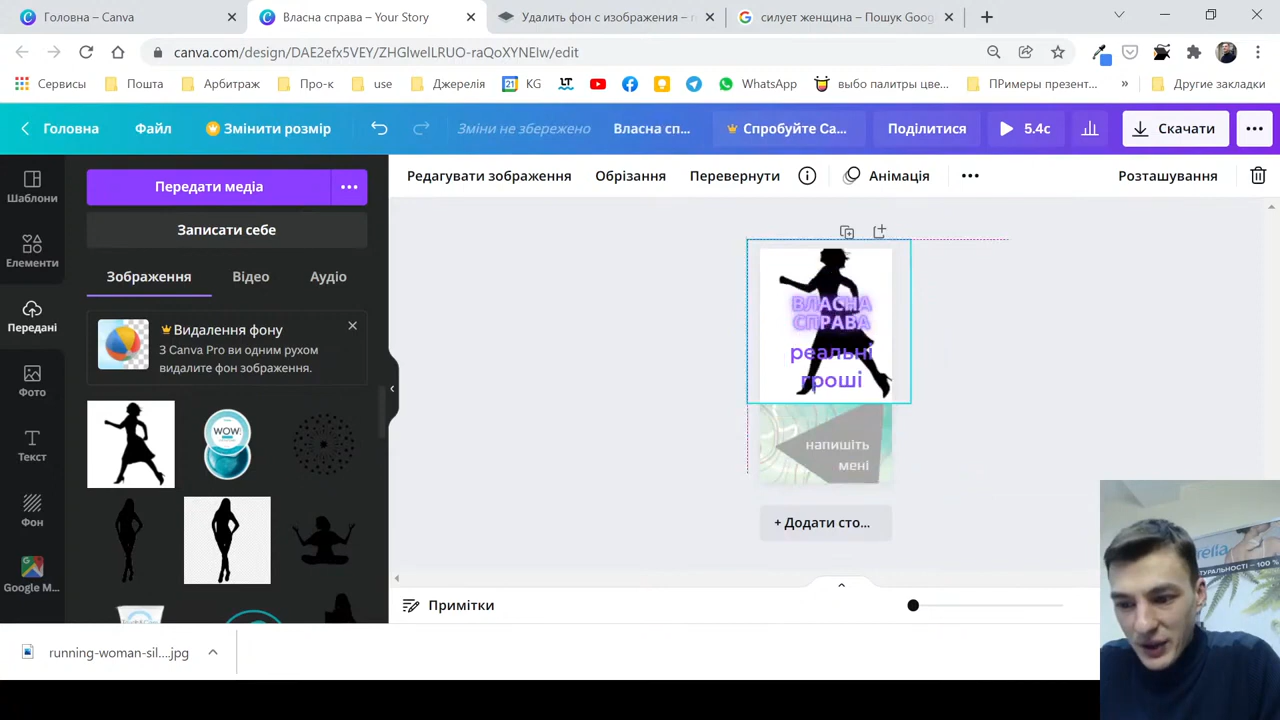 Головна – Canva
Власна справа – Your Story
Удалить фон с изображения – п
силует женщина – Пошук Goog
canva.com/design/DAE2efx5VEY/ZHGlwelLRUO-raQoXYNEIw/edit
Сервисы
Пошта
Арбитраж
Про-к
use
Джерелія
KG
WhatsApp
выбо палитры цве...
ПРимеры презент...
»
Другие закладки
Головна
Файл
Змінити розмір
Зміни не збережено
Власна сп...
Спробуйте Ca...
Поділитися
5.4с
Скачати
Шаблони
Елементи
Передані
Фото
Текст
Фон
Google M...
Передати медіа
Записати себе
Зображення
Відео
Аудіо
Видалення фону
З Canva Pro ви одним рухом
видалите фон зображення.
WOW!
Редагувати зображення
Обрізання
Перевернути
Анімація
Розташування
ВЛАСНА
СПРАВА
реальні
гроші
напишіть
мені
+ Додати сто...
Примітки
running-woman-sil....jpg